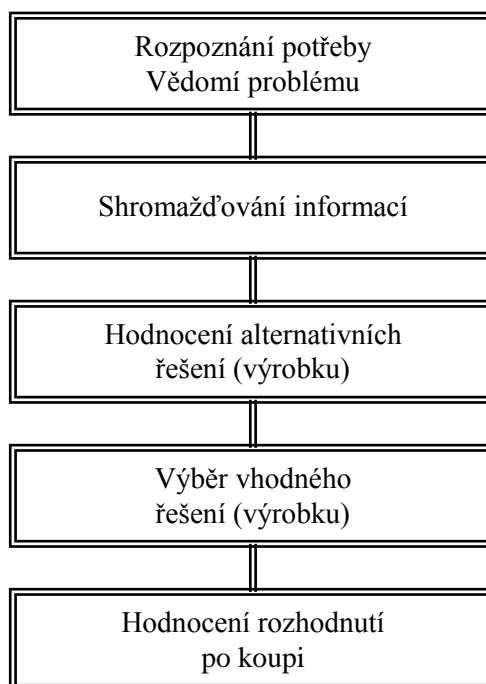 Rozpoznání potřeby
Vědomí problému
Shromažďování informací
Hodnocení alternativních
řešení (výrobku)
Výběr vhodného
řešení (výrobku)
Hodnocení rozhodnutí
po koupi